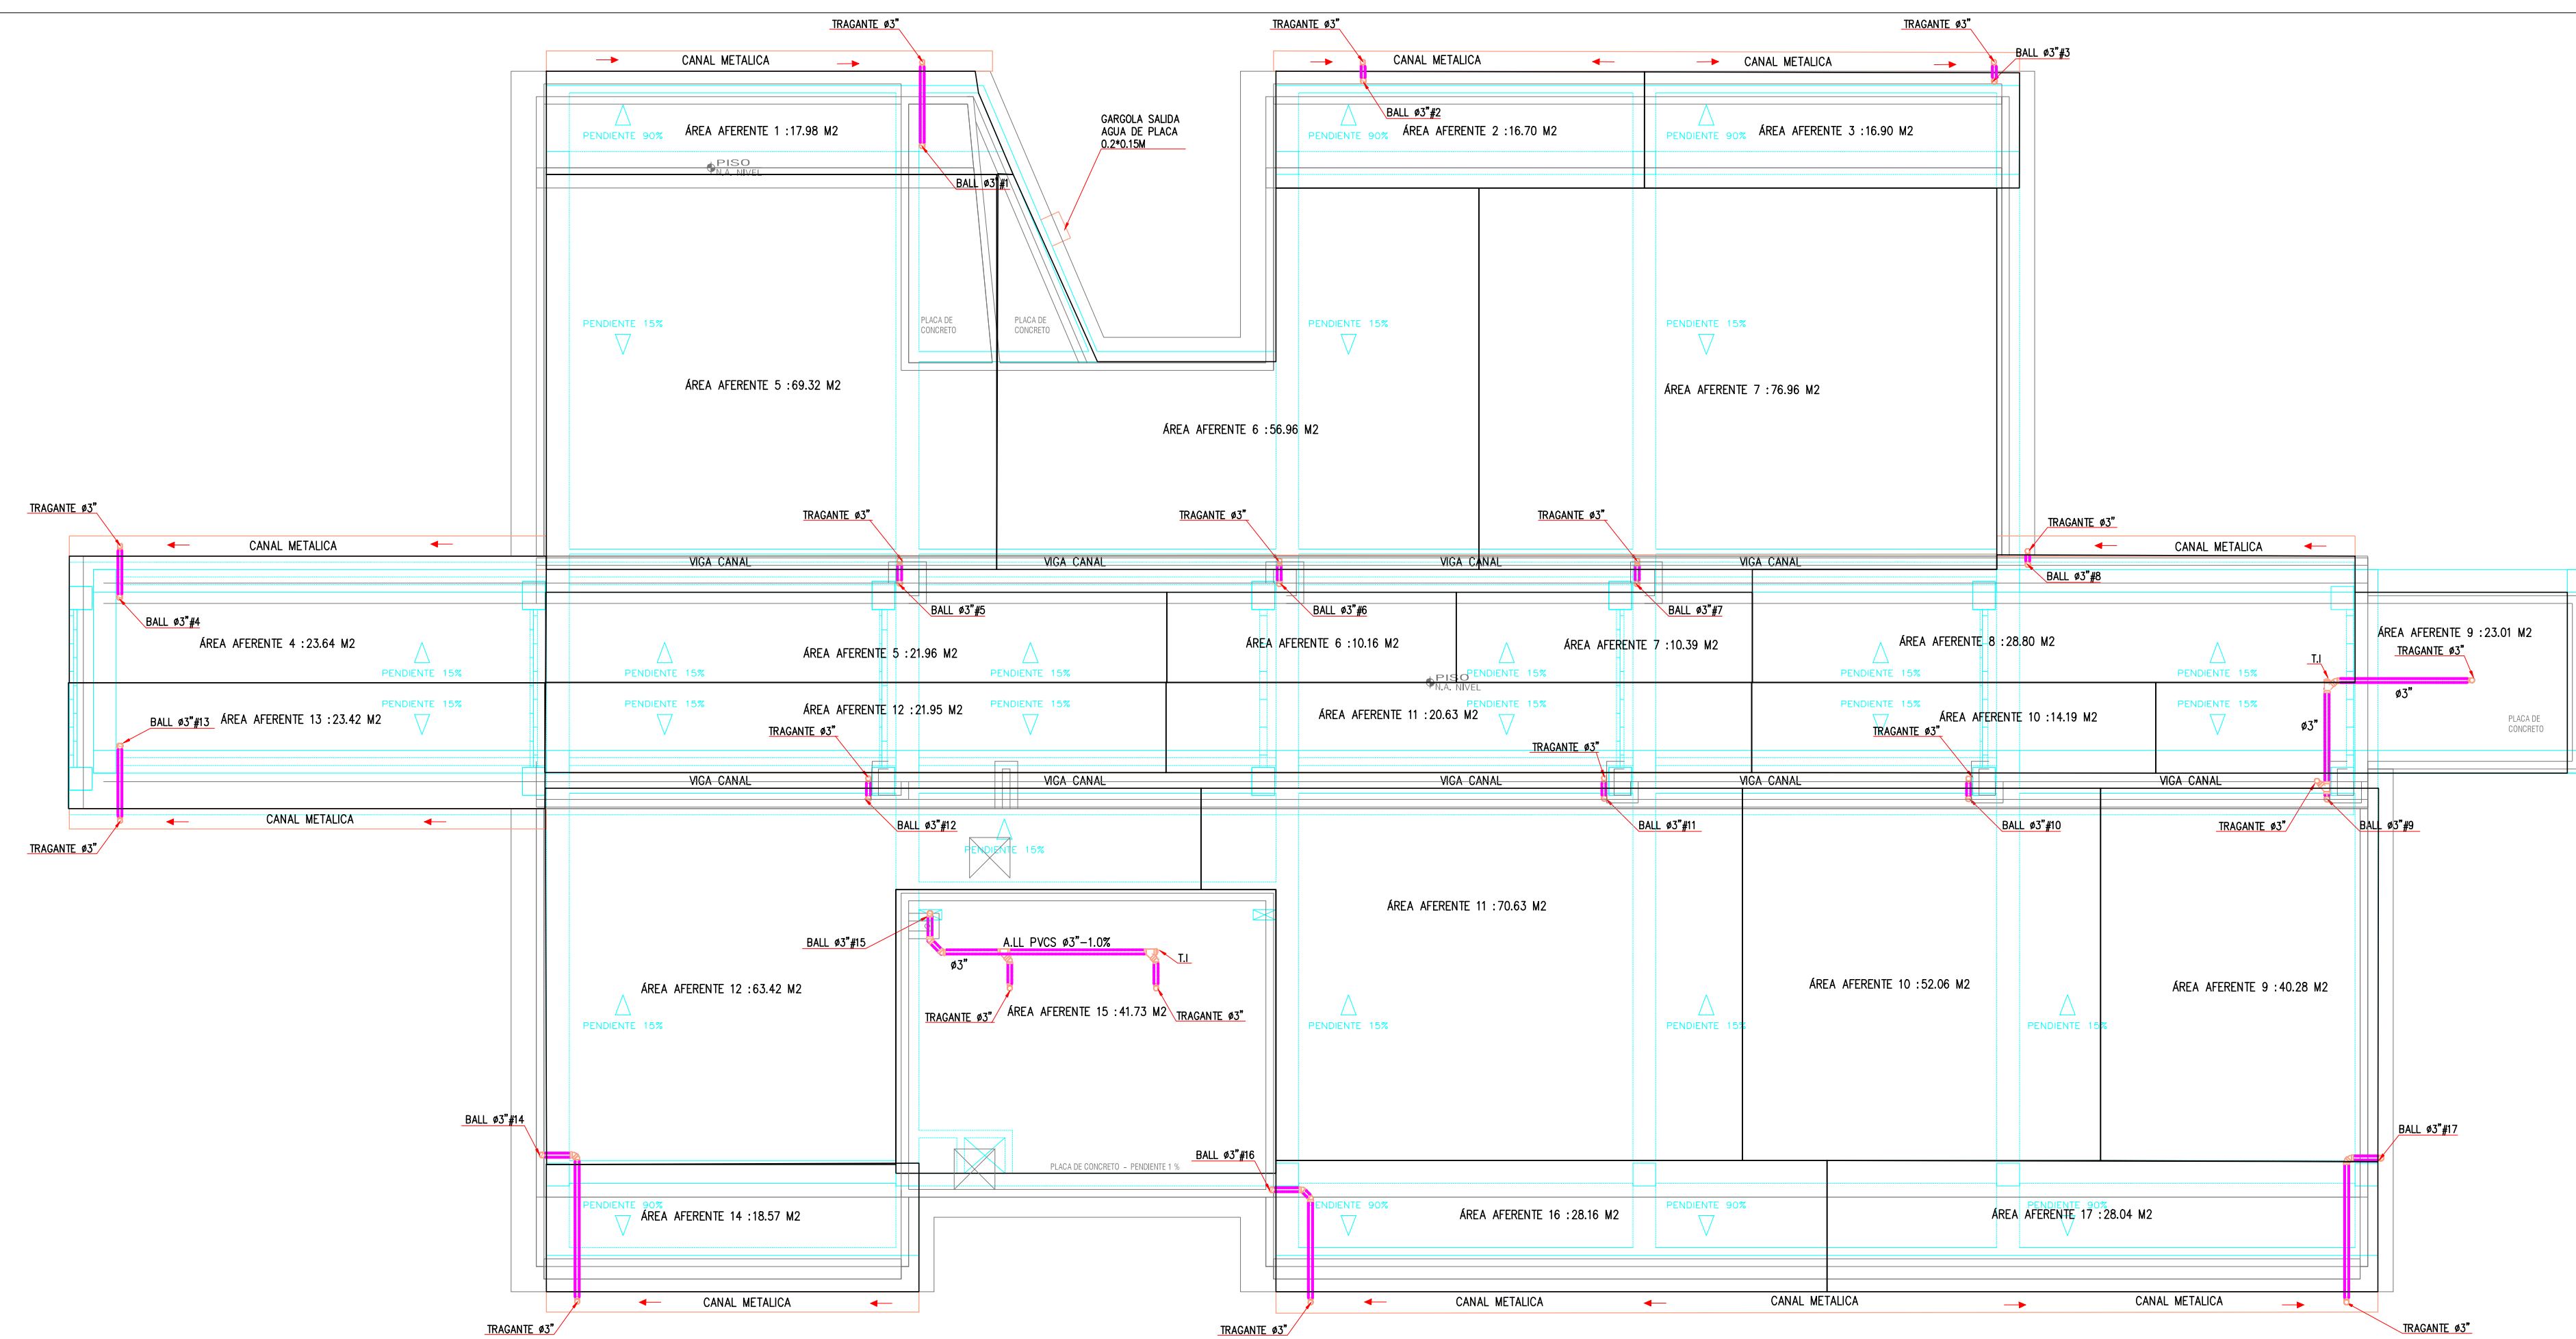 TRAGANTE ø3"
TRAGANTE ø3"
TRAGANTE ø3"
CANAL METALICA
CANAL METALICA
CANAL METALICA
BALL ø3"#3
BALL ø3"#2
GARGOLA SALIDA
AGUA DE PLACA
0.2*0.15M
PENDIENTE 90%
ÁREA AFERENTE 1 :17.98 M2
PENDIENTE 90%
ÁREA AFERENTE 2 :16.70 M2
PENDIENTE 90%
ÁREA AFERENTE 3 :16.90 M2
PISO
N.A. NIVEL
BALL ø3"#1
PENDIENTE 15%
PLACA DE
CONCRETO
PLACA DE
CONCRETO
PENDIENTE 15%
PENDIENTE 15%
ÁREA AFERENTE 5 :69.32 M2
ÁREA AFERENTE 7 :76.96 M2
ÁREA AFERENTE 6 :56.96 M2
TRAGANTE ø3"
TRAGANTE ø3"
TRAGANTE ø3"
TRAGANTE ø3"
TRAGANTE ø3"
CANAL METALICA
CANAL METALICA
VIGA CANAL
VIGA CANAL
VIGA CANAL
VIGA CANAL
BALL ø3"#8
BALL ø3"#4
BALL ø3"#5
BALL ø3"#6
BALL ø3"#7
ÁREA AFERENTE 4 :23.64 M2
ÁREA AFERENTE 5 :21.96 M2
ÁREA AFERENTE 6 :10.16 M2
ÁREA AFERENTE 7 :10.39 M2
ÁREA AFERENTE 8 :28.80 M2
ÁREA AFERENTE 9 :23.01 M2
TRAGANTE ø3"
T.I
PENDIENTE 15%
PENDIENTE 15%
PENDIENTE 15%
PISO
N.A. NIVEL
PENDIENTE 15%
PENDIENTE 15%
PENDIENTE 15%
ø3"
PENDIENTE 15%
PENDIENTE 15%
PENDIENTE 15%
PENDIENTE 15%
PENDIENTE 15%
PENDIENTE 15%
BALL ø3"#13
ÁREA AFERENTE 13 :23.42 M2
ÁREA AFERENTE 12 :21.95 M2
ÁREA AFERENTE 11 :20.63 M2
ÁREA AFERENTE 10 :14.19 M2
ø3"
PLACA DE
CONCRETO
TRAGANTE ø3"
TRAGANTE ø3"
TRAGANTE ø3"
VIGA CANAL
VIGA CANAL
VIGA CANAL
VIGA CANAL
VIGA CANAL
CANAL METALICA
BALL ø3"#12
BALL ø3"#11
BALL ø3"#10
TRAGANTE ø3"
BALL ø3"#9
TRAGANTE ø3"
PENDIENTE 15%
ÁREA AFERENTE 11 :70.63 M2
BALL ø3"#15
A.LL PVCS ø3"-1.0%
ø3"
T.I
ÁREA AFERENTE 12 :63.42 M2
ÁREA AFERENTE 10 :52.06 M2
ÁREA AFERENTE 9 :40.28 M2
TRAGANTE ø3"
ÁREA AFERENTE 15 :41.73 M2
TRAGANTE ø3"
PENDIENTE 15%
PENDIENTE 15%
PENDIENTE 15%
PENDIENTE 15%
BALL ø3"#14
BALL ø3"#17
BALL ø3"#16
PLACA DE CONCRETO - PENDIENTE 1 %
PENDIENTE 90%
ÁREA AFERENTE 14 :18.57 M2
PENDIENTE 90%
ÁREA AFERENTE 16 :28.16 M2
PENDIENTE 90%
PENDIENTE 90%
ÁREA AFERENTE 17 :28.04 M2
CANAL METALICA
CANAL METALICA
CANAL METALICA
CANAL METALICA
TRAGANTE ø3"
TRAGANTE ø3"
TRAGANTE ø3"